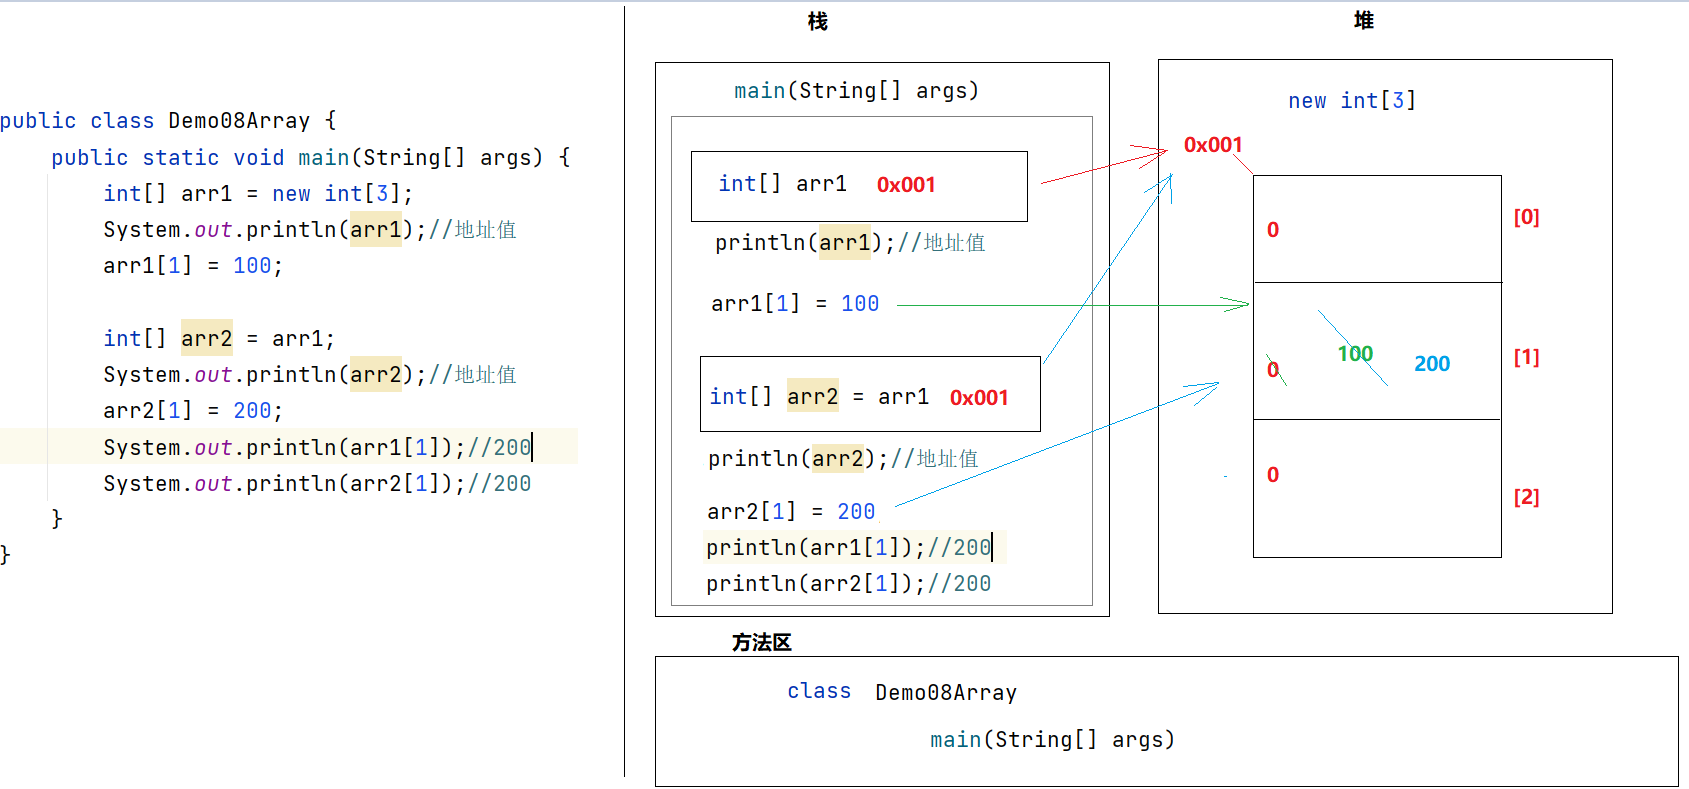 public class Demo08Array {
public static void main(String[] args) {
int[] arr1 = new int[3];
System.out.println(arr1);//地址值
arr1[1] = 100;
int[] arr2 = arr1;
System.out.println(arr2);//地址值
arr2[1] = 200;
System.out.println(arr1[1]);//200
System.out.println(arr2[1]);//200
}
}
栈
main(String[] args)
int[] arr1 0x001
println(arr1);//地址值
arr1[1] = 100
int[] arr2 = arr1 0x001
println(arr2);//地址值
arr2[1] = 200
println(arr1[1]);//200
println(arr2[1]);//200
堆
new int[3]
0x001
0 [0]
0 100 200 [1]
0 [2]
方法区
class Demo08Array
main(String[] args)